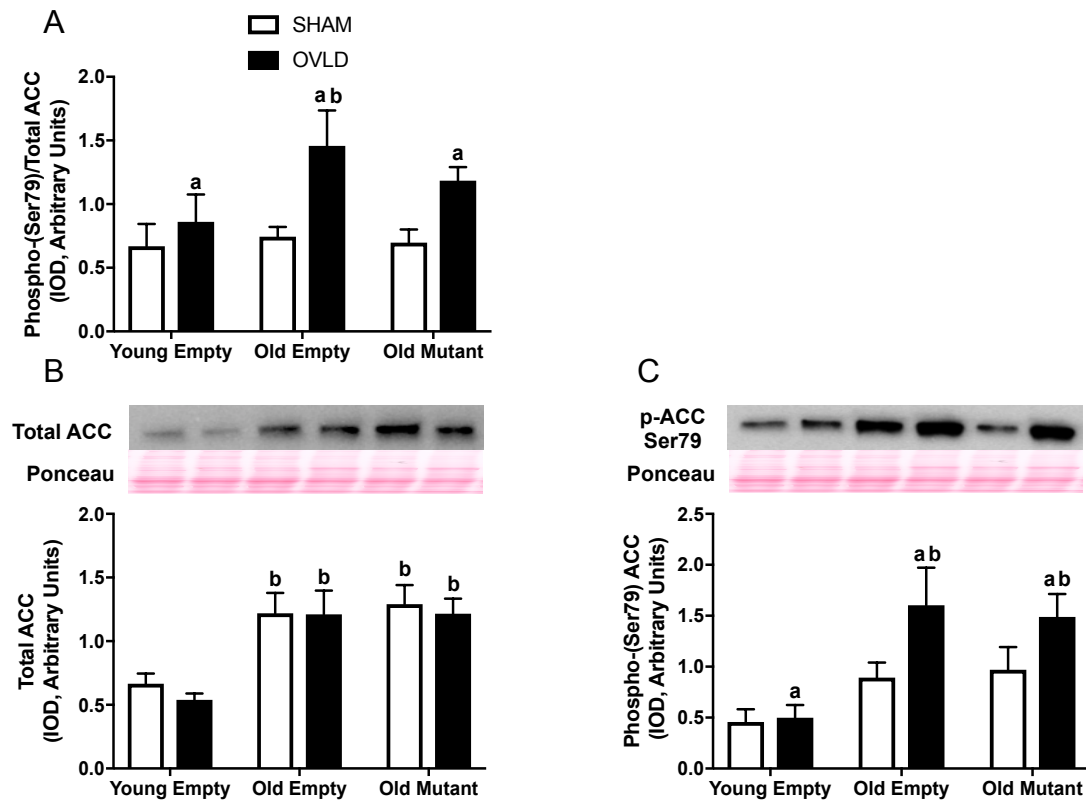 A
SHAM
OVLD
Phospho-(Ser79)/Total ACC
(IOD, Arbitrary Units)
2.0
1.5
1.0
0.5
0.0
a
a b
a
Young Empty Old Empty Old Mutant
B
Total ACC
Ponceau
Total ACC
(IOD, Arbitrary Units)
2.0
1.5
1.0
0.5
0.0
b b b b
Young Empty Old Empty Old Mutant
C
p-ACC
Ser79
Ponceau
Phospho-(Ser79) ACC
(IOD, Arbitrary Units)
2.5
2.0
1.5
1.0
0.5
0.0
a
a b
a b
Young Empty Old Empty Old Mutant